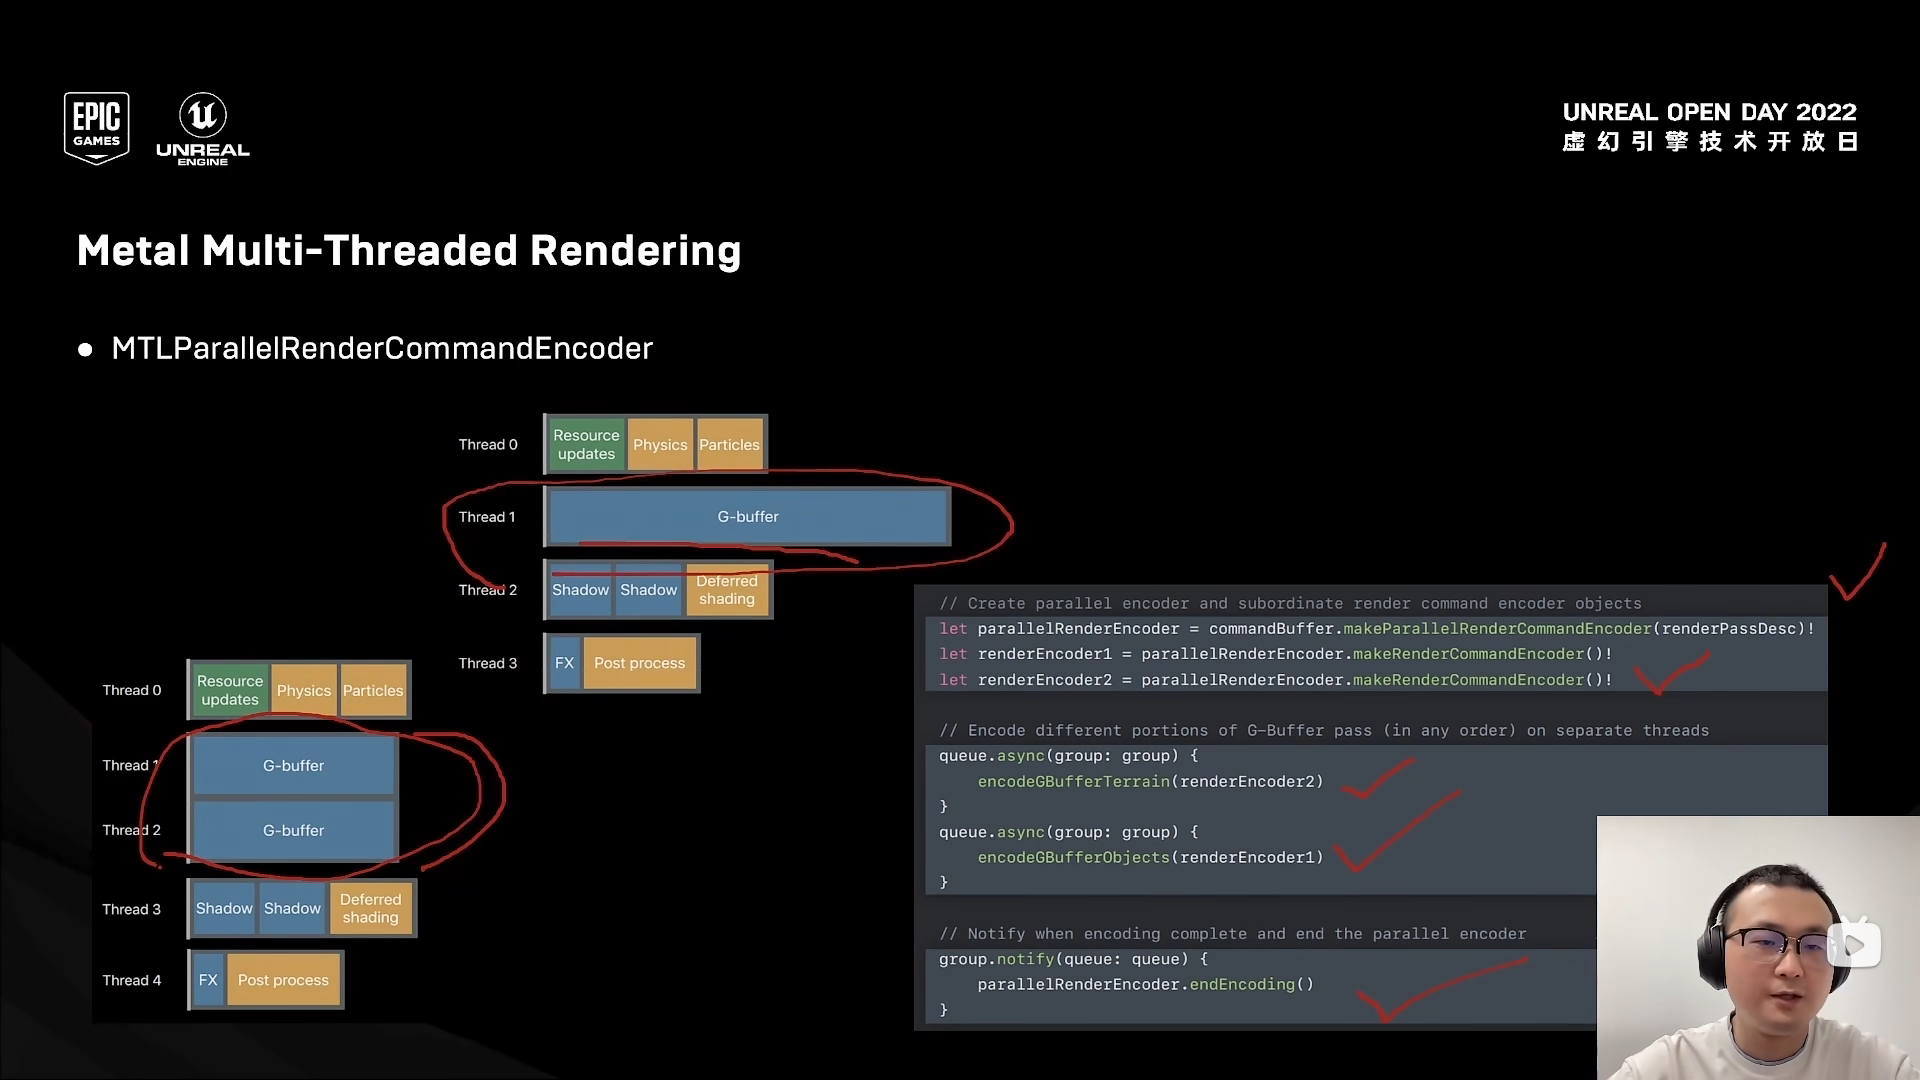 EPIC
GAMES
UNREAL
ENGINE
UNREAL OPEN DAY 2022
虚幻引擎技术开放日
Metal Multi-Threaded Rendering
● MTLParallelRenderCommandEncoder
Thread 0
Resource
updates
Physics
Particles
Thread 1
G-buffer
Thread 2
Shadow
Shadow
Deferred
shading
Thread 3
FX
Post process
Thread 0
Resource
updates
Physics
Particles
Thread 1
G-buffer
Thread 2
G-buffer
Thread 3
Shadow
Shadow
Deferred
shading
Thread 4
FX
Post process
// Create parallel encoder and subordinate render command encoder objects
let parallelRenderEncoder = commandBuffer.makeParallelRenderCommandEncoder(renderPassDesc)!
let renderEncoder1 = parallelRenderEncoder.makeRenderCommandEncoder()!
let renderEncoder2 = parallelRenderEncoder.makeRenderCommandEncoder()!
// Encode different portions of G-Buffer pass (in any order) on separate threads
queue.async(group: group) {
encodeGBufferTerrain(renderEncoder2)
}
queue.async(group: group) {
encodeGBufferObjects(renderEncoder1)
}
// Notify when encoding complete and end the parallel encoder
group.notify(queue: queue) {
parallelRenderEncoder.endEncoding()
}